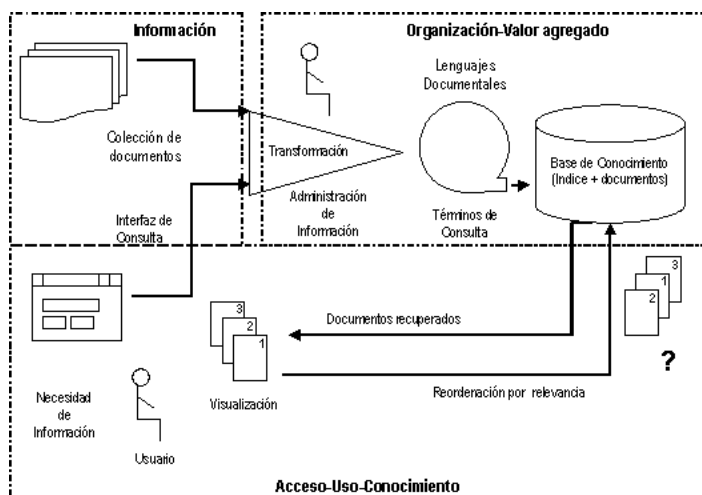 Información
Colección de
documentos
Interfaz de
Consulta
Organización-Valor agregado
Lenguajes
Documentales
Transformación
Administración
de
Información
Términos de
Consulta
Base de Conocimiento
(Indice + documentos)
Necesidad
de
Información
Usuario
3
2
1
Visualización
Documentos recuperados
Reordenación por relevancia
3
1
2
?
Acceso-Uso-Conocimiento